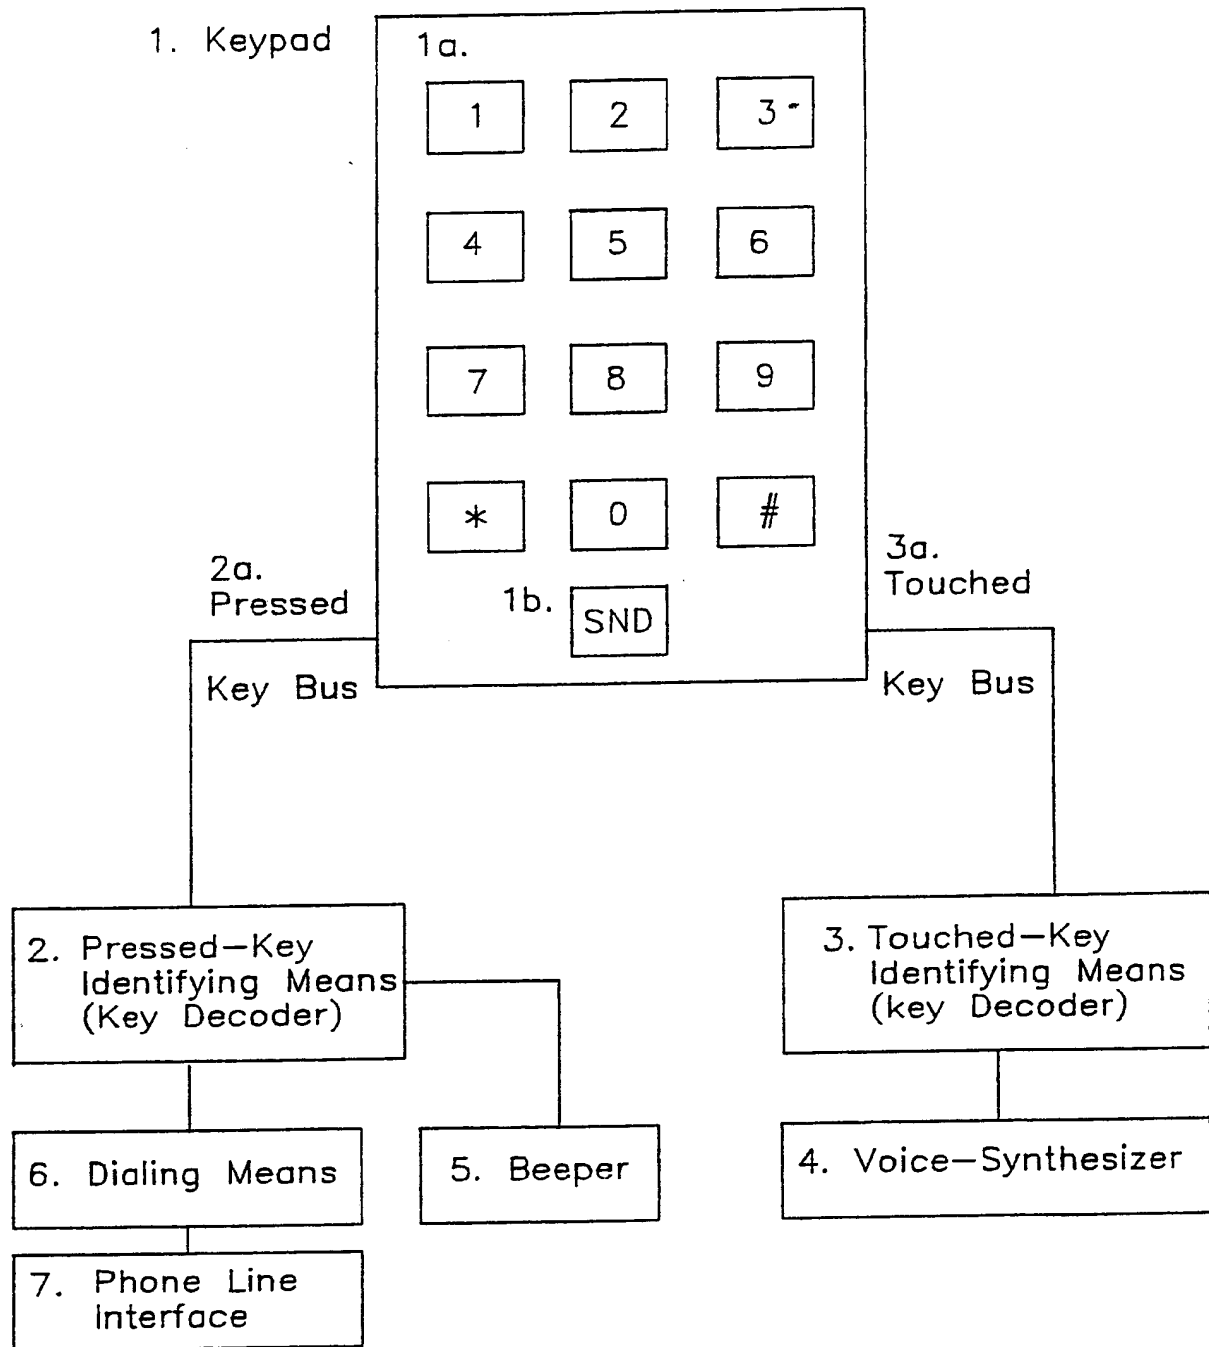 1. Keypad
1a.
1 2 3
4 5 6
7 8 9
* 0 #
2a.
Pressed
1b.
SND
3a.
Touched
Key Bus
Key Bus
2. Pressed-Key
Identifying Means
(Key Decoder)
3. Touched-Key
Identifying Means
(key Decoder)
6. Dialing Means
5. Beeper
4. Voice-Synthesizer
7. Phone Line
Interface